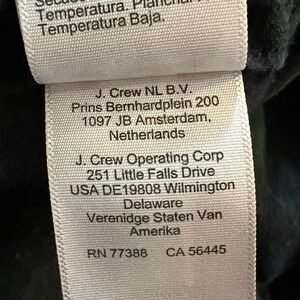 Temperatura. Planchar
Temperatura Baja.
J. Crew NL B.V.
Prins Bernhardplein 200
1097 JB Amsterdam,
Netherlands
J. Crew Operating Corp
251 Little Falls Drive
USA DE19808 Wilmington
Delaware
Verenidge Staten Van
Amerika
RN 77388 CA 56445